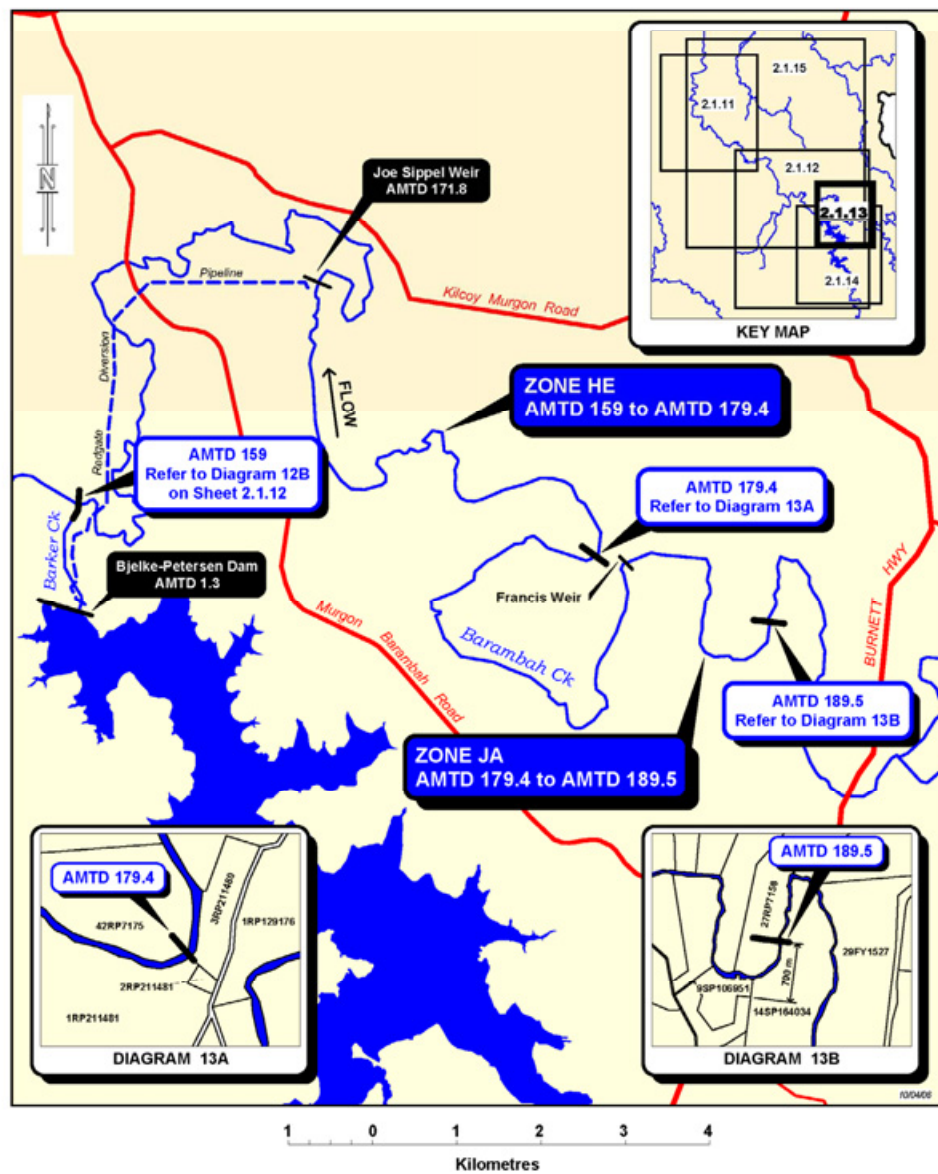 2.1.15
2.1.11
2.1.12
2.1.13
2.1.14
KEY MAP
N
Joe Sippel Weir
AMTD 171.8
Pipeline
Kilcoy Murgon Road
Diversion
FLOW
ZONE HE
AMTD 159 to AMTD 179.4
Redgate
AMTD 159
Refer to Diagram 12B
on Sheet 2.1.12
AMTD 179.4
Refer to Diagram 13A
Barker Ck
Bjelke-Petersen Dam
AMTD 1.3
Francis Weir
BURNETT HWY
Murgon Barambah Road
Barambah Ck
AMTD 189.5
Refer to Diagram 13B
ZONE JA
AMTD 179.4 to AMTD 189.5
AMTD 179.4
3RP211480
42RP7175
1RP129176
2RP211481
1RP211481
DIAGRAM 13A
AMTD 189.5
27RP7158
29FY1527
700 m
9SP106951
14SP164034
DIAGRAM 13B
10/04/06
1 0 1 2 3 4
Kilometres